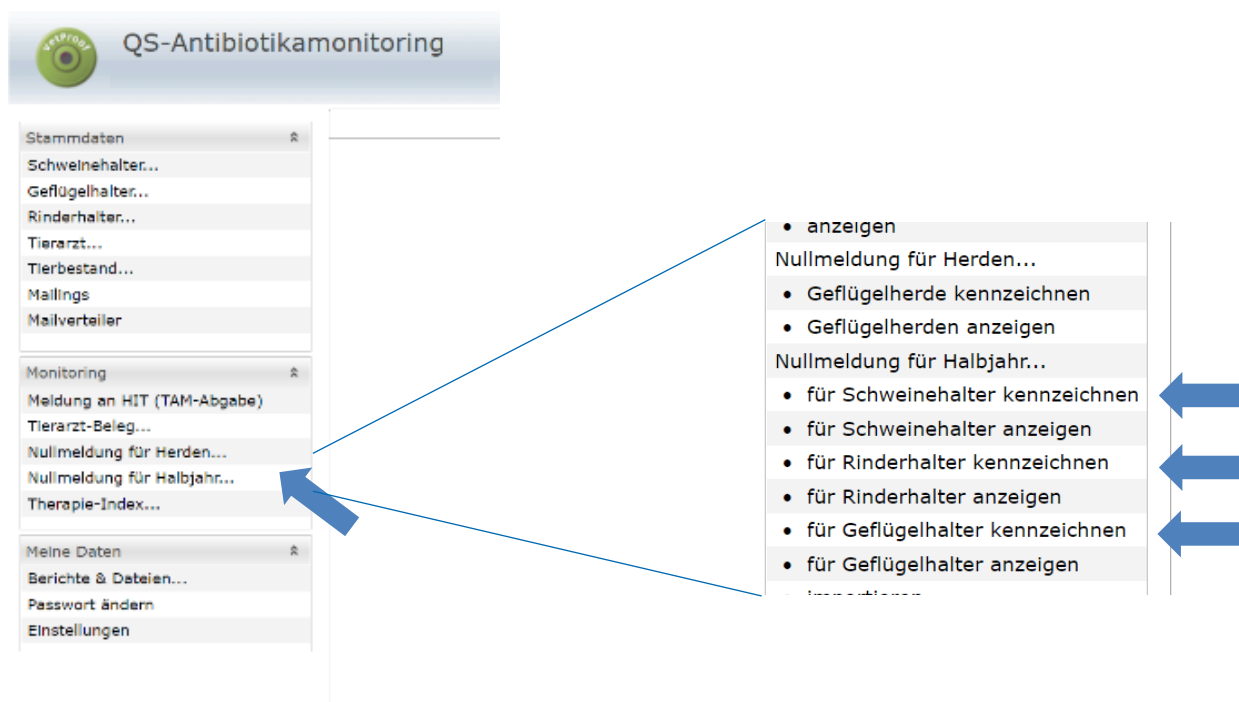 VetProof
QS-Antibiotikamonitoring
Stammdaten
Schweinehalter...
Geflügelhalter...
Rinderhalter...
Tierarzt...
Tierbestand...
Mailings
Mailverteiler
Monitoring
Meldung an HIT (TAM-Abgabe)
Tierarzt-Beleg...
Nullmeldung für Herden...
Nullmeldung für Halbjahr...
Therapie-Index...
Meine Daten
Berichte & Dateien...
Passwort ändern
Einstellungen
• anzeigen
Nullmeldung für Herden...
• Geflügelherde kennzeichnen
• Geflügelherden anzeigen
Nullmeldung für Halbjahr...
• für Schweinehalter kennzeichnen
• für Schweinehalter anzeigen
• für Rinderhalter kennzeichnen
• für Rinderhalter anzeigen
• für Geflügelhalter kennzeichnen
• für Geflügelhalter anzeigen